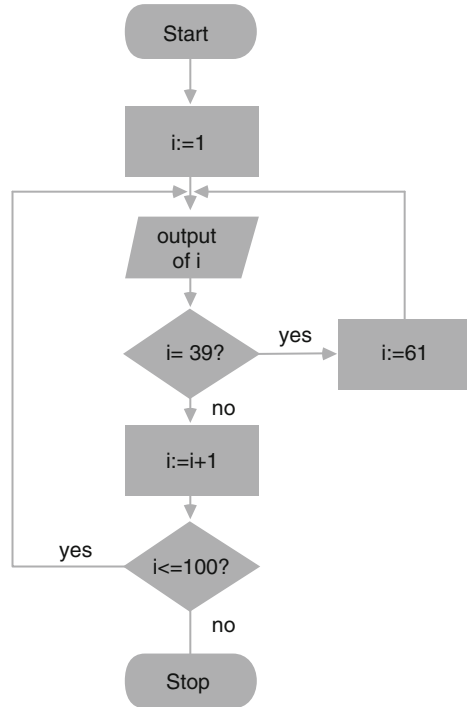 Start
i:=1
output
of i
i= 39?
yes
i:=61
no
i:=i+1
yes
i<=100?
no
Stop